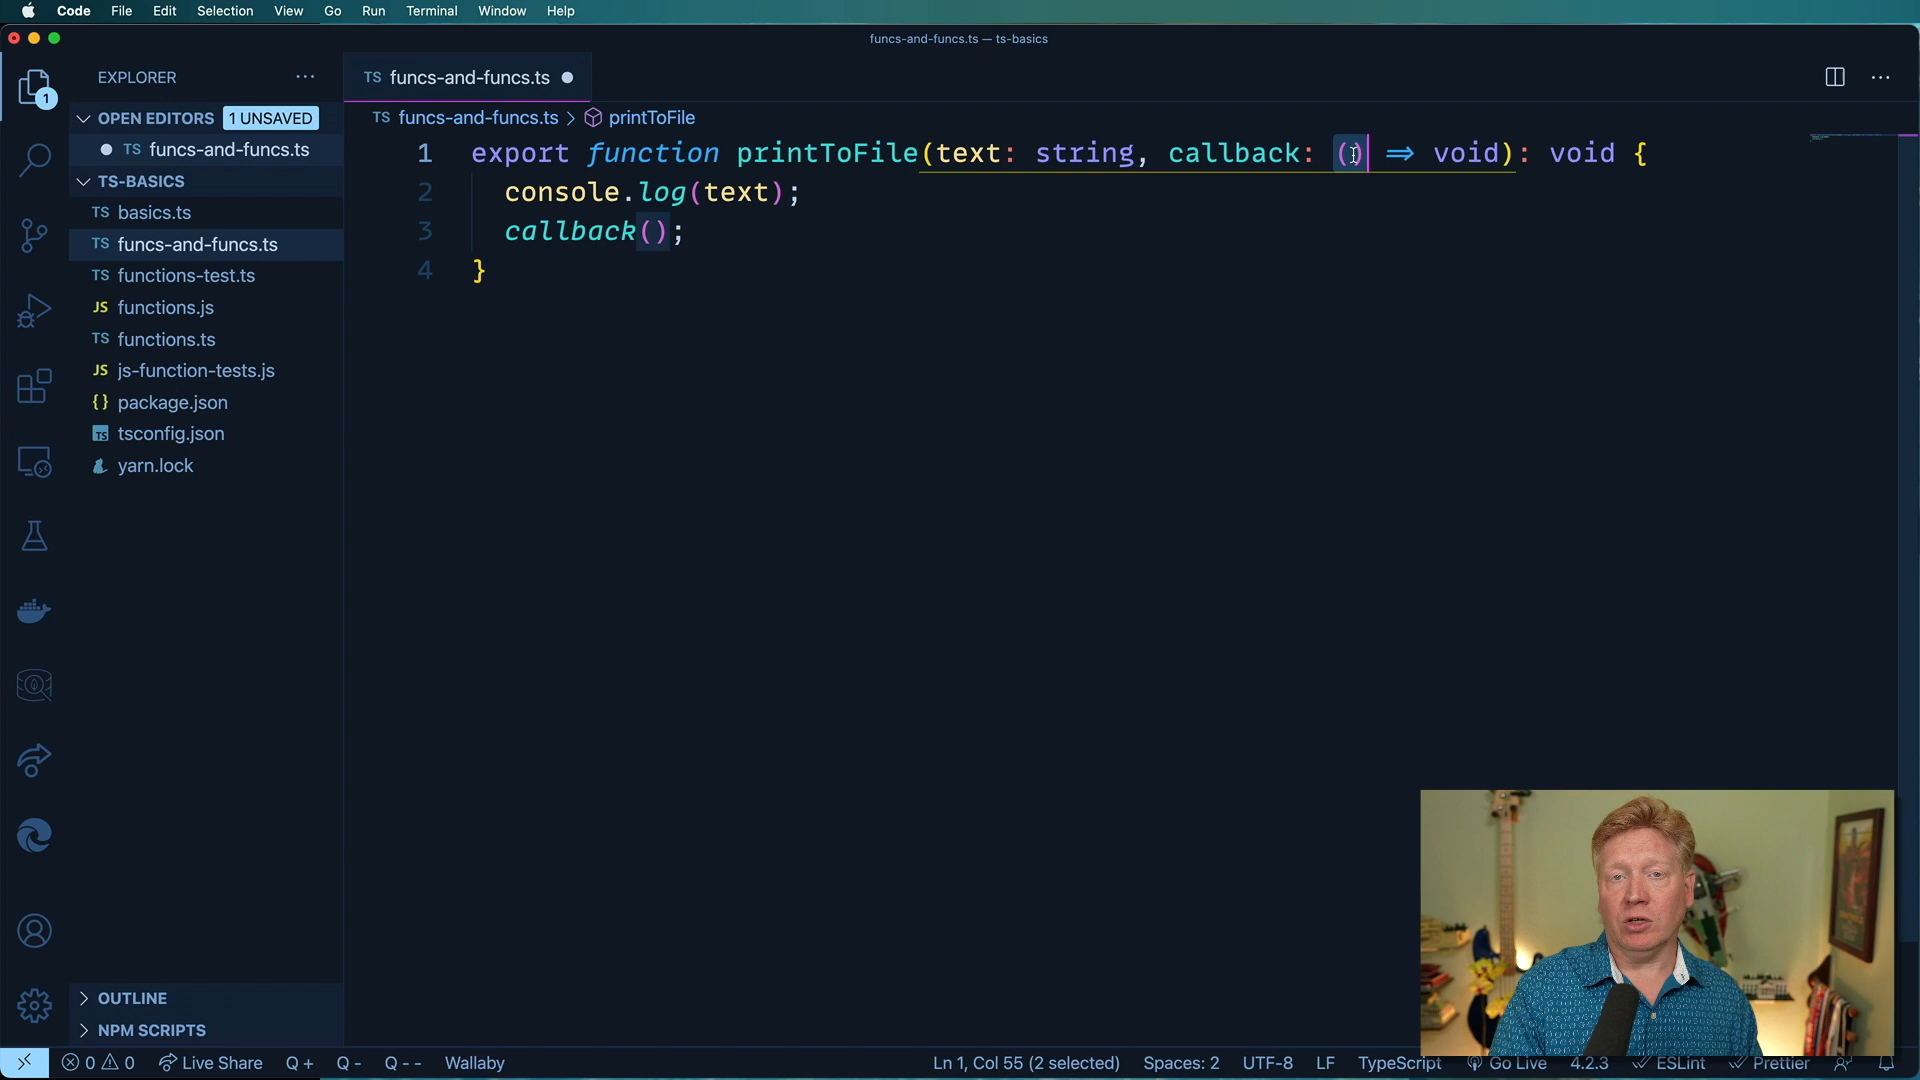 Code File Edit Selection View Go Run Terminal Window Help
funcs-and-funcs.ts — ts-basics
EXPLORER
TS funcs-and-funcs.ts
1
OPEN EDITORS 1 UNSAVED
TS funcs-and-funcs.ts > printToFile
TS funcs-and-funcs.ts
TS-BASICS
TS basics.ts
TS funcs-and-funcs.ts
TS functions-test.ts
JS functions.js
TS functions.ts
JS js-function-tests.js
{} package.json
TS tsconfig.json
yarn.lock
1 export function printToFile(text: string, callback: () => void): void {
2 console.log(text);
3 callback();
4 }
OUTLINE
NPM SCRIPTS
0 0 Live Share Q + Q - Q - - Wallaby Ln 1, Col 55 (2 selected) Spaces: 2 UTF-8 LF TypeScript Go Live 4.2.3 ESLint Prettier